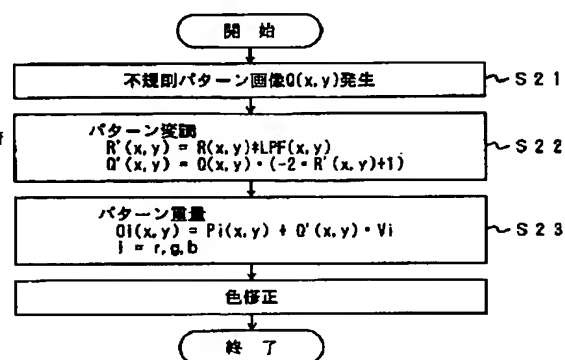 開 始
不規則パターン画像Q(x,y)発生
S21
パターン変調
R'(x,y) = R(x,y)*LPF(x,y)
Q'(x,y) = Q(x,y)・(-2・R'(x,y)+1)
S22
パターン重畳
Oi(x,y) = Pi(x,y) + Q'(x,y)・Vi
i = r,g,b
S23
色修正
終 了